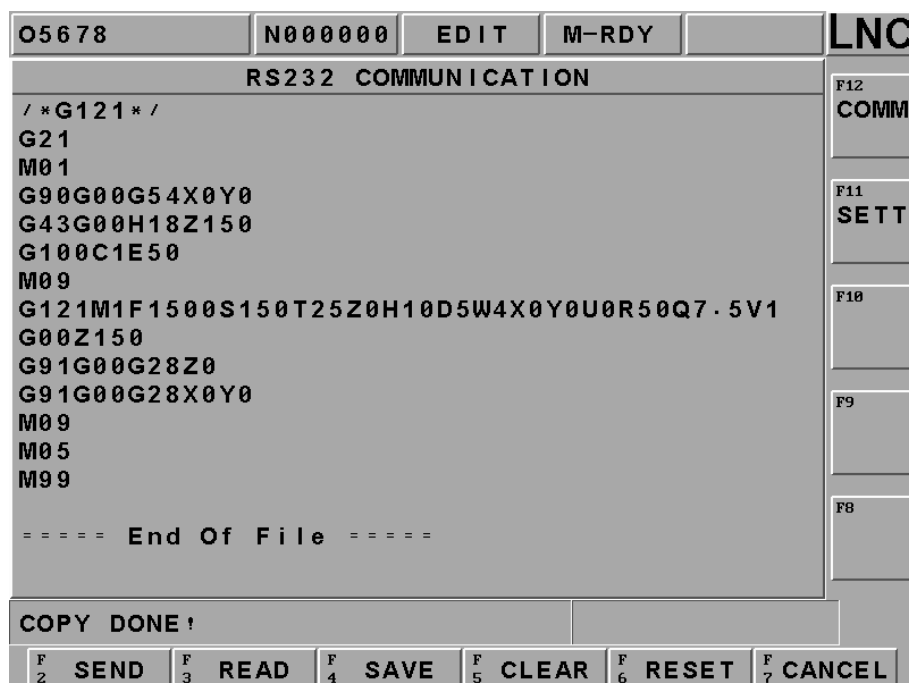 O5678 N000000 EDIT M-RDY LNC
RS232 COMMUNICATION
/*G121*/
G21
M01
G90G00G54X0Y0
G43G00H18Z150
G100C1E50
M09
G121M1F1500S150T25Z0H10D5W4X0Y0U0R50Q7.5V1
G00Z150
G91G00G28Z0
G91G00G28X0Y0
M09
M05
M99
===== End Of File =====
F12
COMM
F11
SETT
F10
F9
F8
COPY DONE!
F2 SEND F3 READ F4 SAVE F5 CLEAR F6 RESET F7 CANCEL